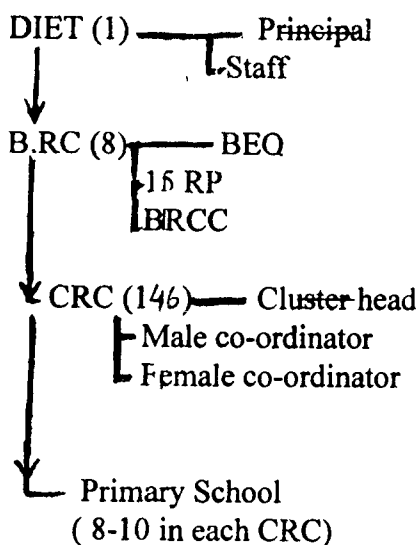 DIET (1) Principal
Staff
B.RC (8) BEO
16 RP
BRCC
CRC (146) Cluster head
Male co-ordinator
Female co-ordinator
Primary School
( 8-10 in each CRC)